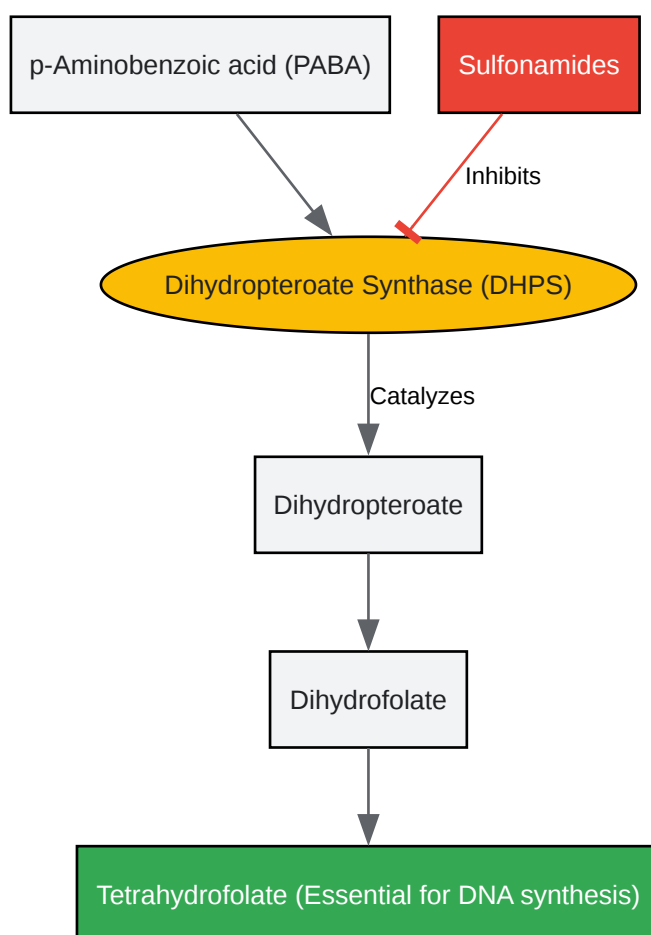 p-Aminobenzoic acid (PABA)
Sulfonamides
Inhibits
Dihydropteroate Synthase (DHPS)
Catalyzes
Dihydropteroate
Dihydrofolate
Tetrahydrofolate (Essential for DNA synthesis)